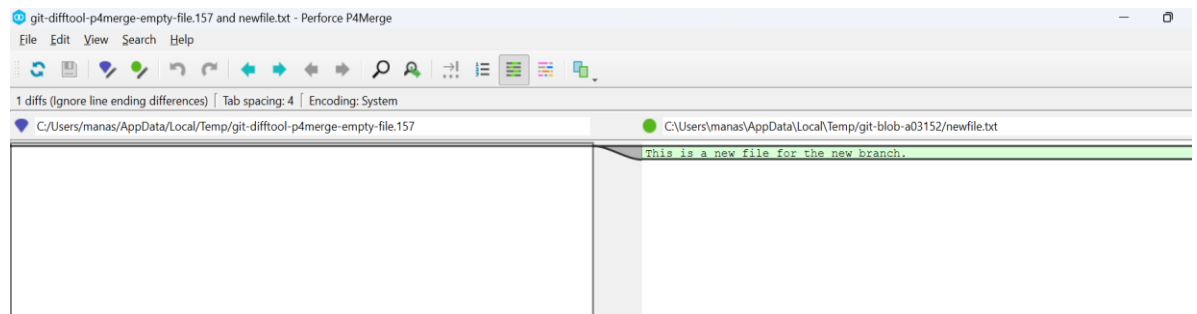 git-difftool-p4merge-empty-file.157 and newfile.txt - Perforce P4Merge
File Edit View Search Help
1 diffs (Ignore line ending differences) Tab spacing: 4 Encoding: System
C:/Users/manas/AppData/Local/Temp/git-difftool-p4merge-empty-file.157
C:\Users\manas\AppData\Local\Temp/git-blob-a03152/newfile.txt
This is a new file for the new branch.